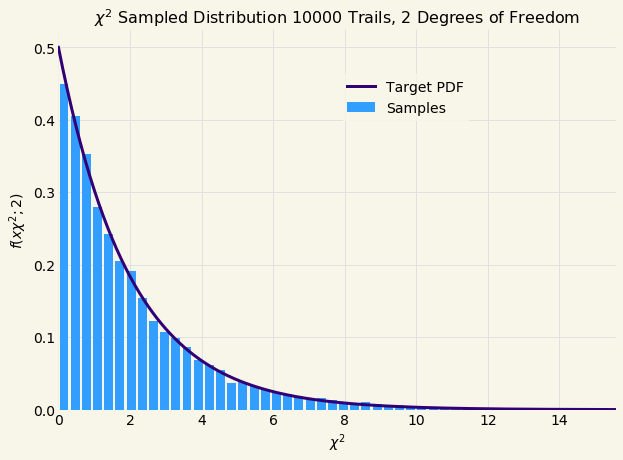 χ² Sampled Distribution 10000 Trails, 2 Degrees of Freedom
Target PDF
Samples
f(xχ²; 2)
0.5
0.4
0.3
0.2
0.1
0.0
0 2 4 6 8 10 12 14
χ²